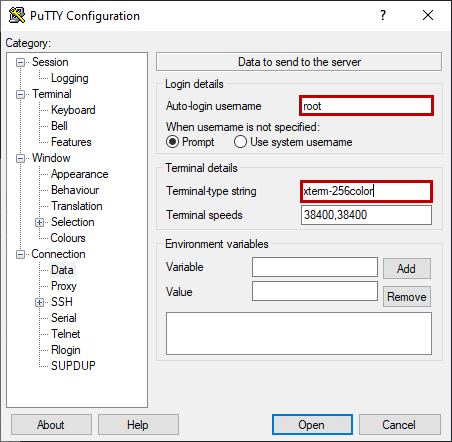 PuTTY Configuration
?
Category:
Session
Logging
Terminal
Keyboard
Bell
Features
Window
Appearance
Behaviour
Translation
Selection
Colours
Connection
Data
Proxy
SSH
Serial
Telnet
Rlogin
SUPDUP
Data to send to the server
Login details
Auto-login username root
When username is not specified:
Prompt Use system username
Terminal details
Terminal-type string xterm-256color
Terminal speeds 38400,38400
Environment variables
Variable Add
Value Remove
About Help Open Cancel